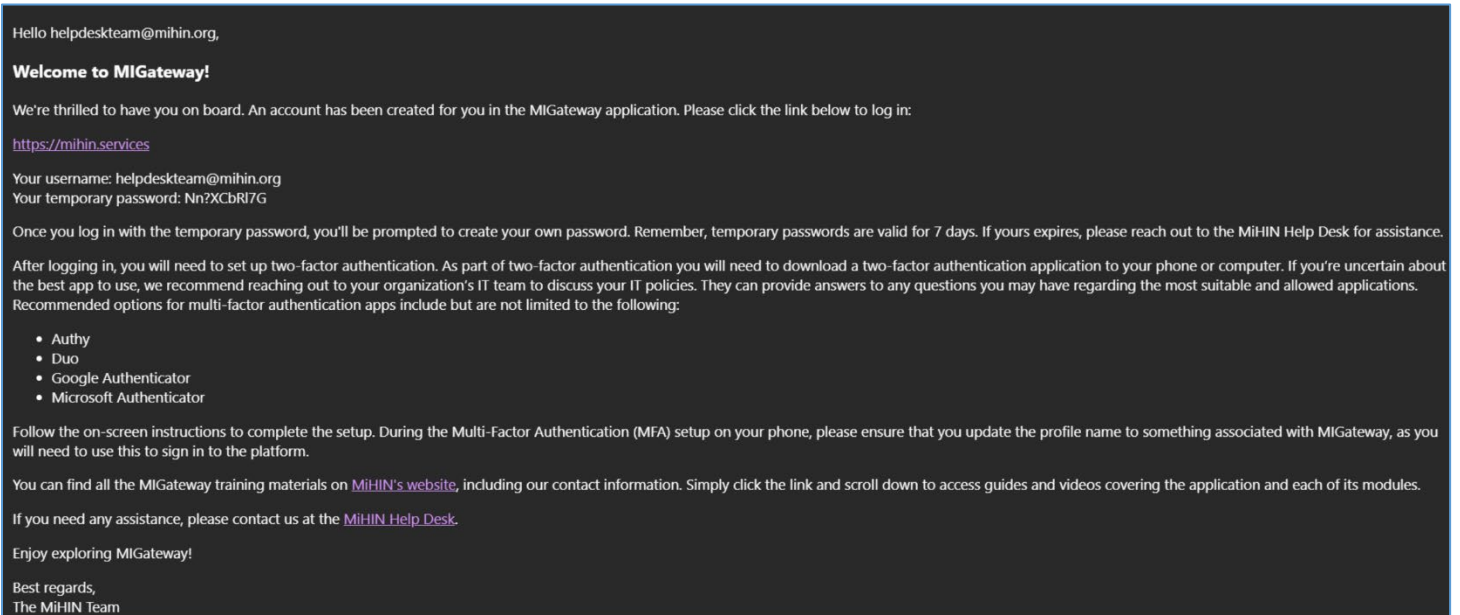 Hello helpdeskteam@mihin.org,
Welcome to MIGateway!
We're thrilled to have you on board. An account has been created for you in the MIGateway application. Please click the link below to log in:
https://mihin.services
Your username: helpdeskteam@mihin.org
Your temporary password: Nn?XCbRl7G
Once you log in with the temporary password, you'll be prompted to create your own password. Remember, temporary passwords are valid for 7 days. If yours expires, please reach out to the MiHIN Help Desk for assistance.
After logging in, you will need to set up two-factor authentication. As part of two-factor authentication you will need to download a two-factor authentication application to your phone or computer. If you're uncertain about
the best app to use, we recommend reaching out to your organization's IT team to discuss your IT policies. They can provide answers to any questions you may have regarding the most suitable and allowed applications.
Recommended options for multi-factor authentication apps include but are not limited to the following:
• Authy
• Duo
• Google Authenticator
• Microsoft Authenticator
Follow the on-screen instructions to complete the setup. During the Multi-Factor Authentication (MFA) setup on your phone, please ensure that you update the profile name to something associated with MIGateway, as you
will need to use this to sign in to the platform.
You can find all the MIGateway training materials on MiHIN's website, including our contact information. Simply click the link and scroll down to access guides and videos covering the application and each of its modules.
If you need any assistance, please contact us at the MiHIN Help Desk.
Enjoy exploring MIGateway!
Best regards,
The MiHIN Team